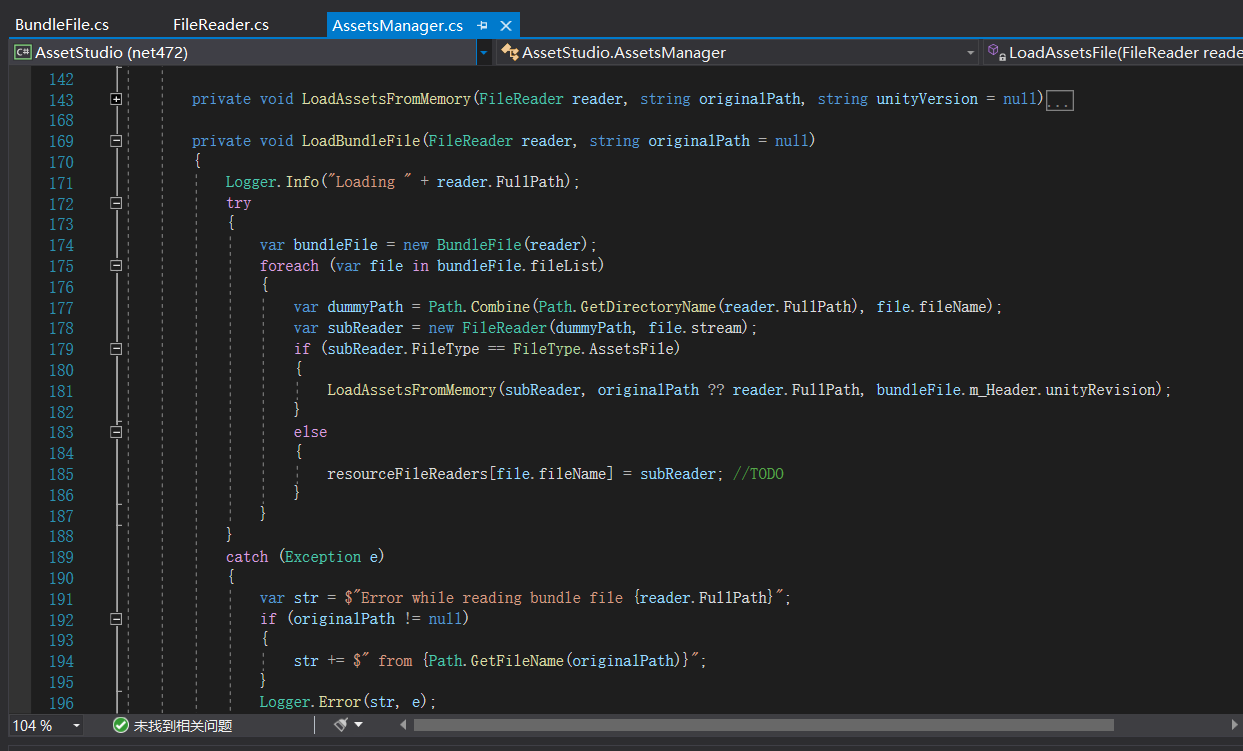 BundleFile.cs FileReader.cs AssetsManager.cs
C# AssetStudio (net472) AssetStudio.AssetsManager LoadAssetsFile(FileReader reade
142
143 private void LoadAssetsFromMemory(FileReader reader, string originalPath, string unityVersion = null)...
168
169 private void LoadBundleFile(FileReader reader, string originalPath = null)
170 {
171 Logger.Info("Loading " + reader.FullPath);
172 try
173 {
174 var bundleFile = new BundleFile(reader);
175 foreach (var file in bundleFile.fileList)
176 {
177 var dummyPath = Path.Combine(Path.GetDirectoryName(reader.FullPath), file.fileName);
178 var subReader = new FileReader(dummyPath, file.stream);
179 if (subReader.FileType == FileType.AssetsFile)
180 {
181 LoadAssetsFromMemory(subReader, originalPath ?? reader.FullPath, bundleFile.m_Header.unityRevision);
182 }
183 else
184 {
185 resourceFileReaders[file.fileName] = subReader; //TODO
186 }
187 }
188 }
189 catch (Exception e)
190 {
191 var str = $"Error while reading bundle file {reader.FullPath}";
192 if (originalPath != null)
193 {
194 str += $" from {Path.GetFileName(originalPath)}";
195 }
196 Logger.Error(str, e);
104 % 未找到相关问题